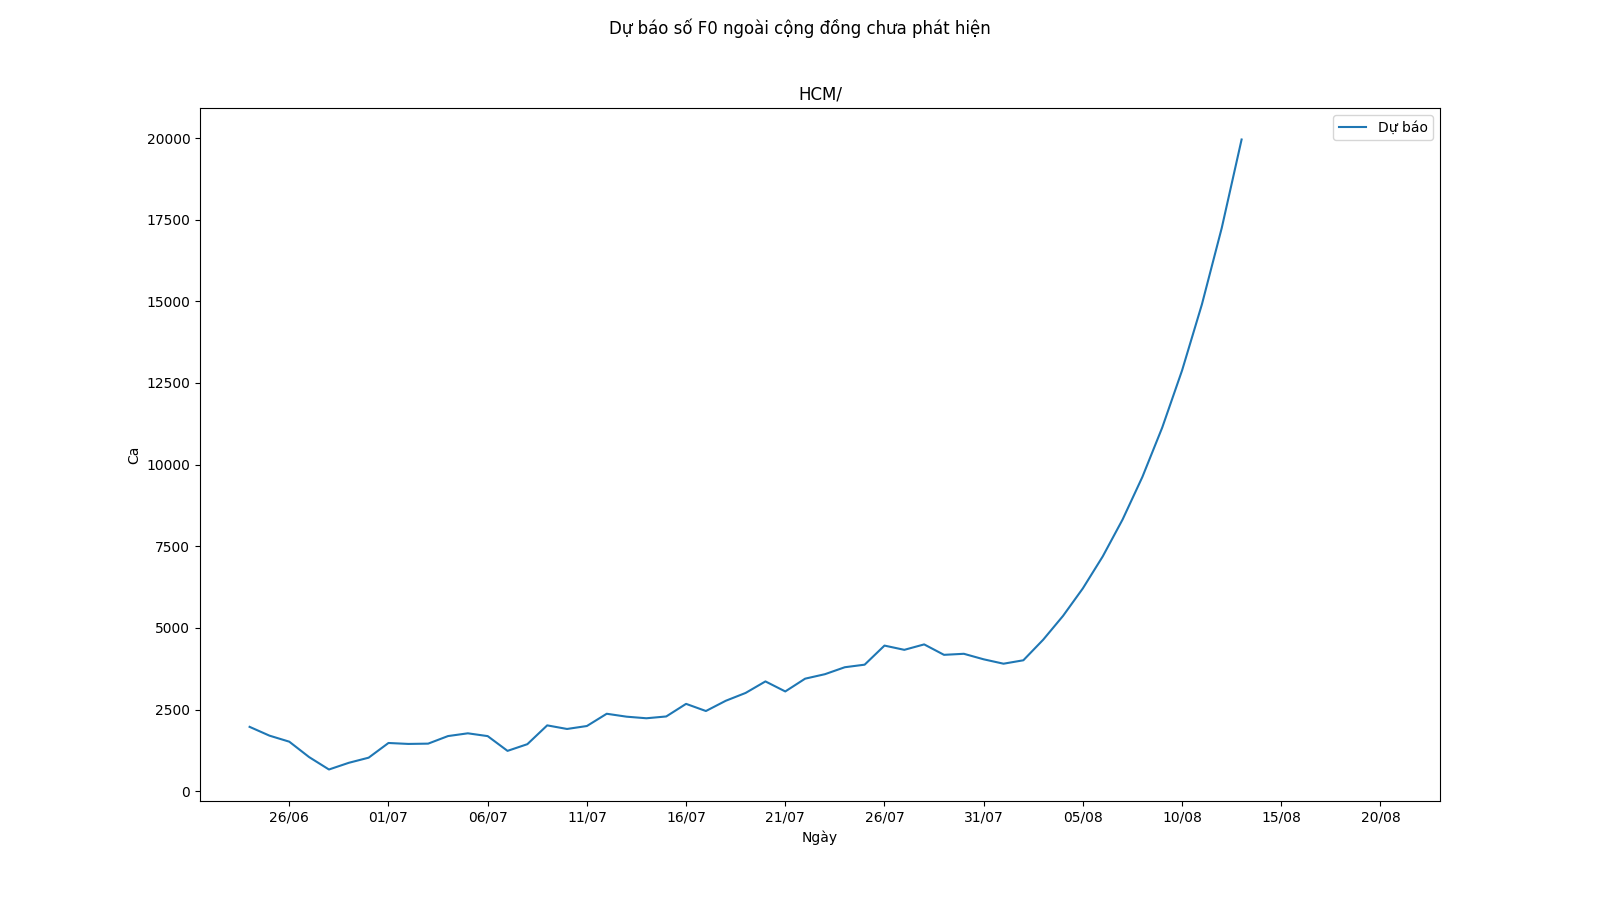 Dự báo số F0 ngoài cộng đồng chưa phát hiện
HCM/
Dự báo
20000
17500
15000
12500
10000
7500
5000
2500
0
Ca
26/06 01/07 06/07 11/07 16/07 21/07 26/07 31/07 05/08 10/08 15/08 20/08
Ngày